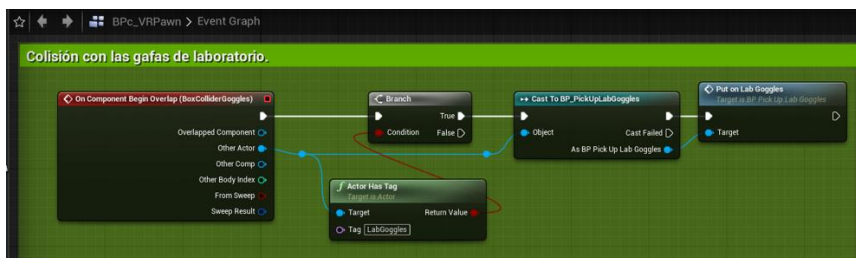 BPc_VRPawn > Event Graph
Colisión con las gafas de laboratorio.
On Component Begin Overlap (BoxColliderGoggles)
Overlapped Component
Other Actor
Other Comp
Other Body Index
From Sweep
Sweep Result
Branch
True
Condition False
Actor Has Tag
Target is Actor
Target Return Value
Tag LabGoggles
Cast To BP_PickUpLabGoggles
Object Cast Failed
As BP Pick Up Lab Goggles
Put on Lab Goggles
Target is BP Pick Up Lab Goggles
Target